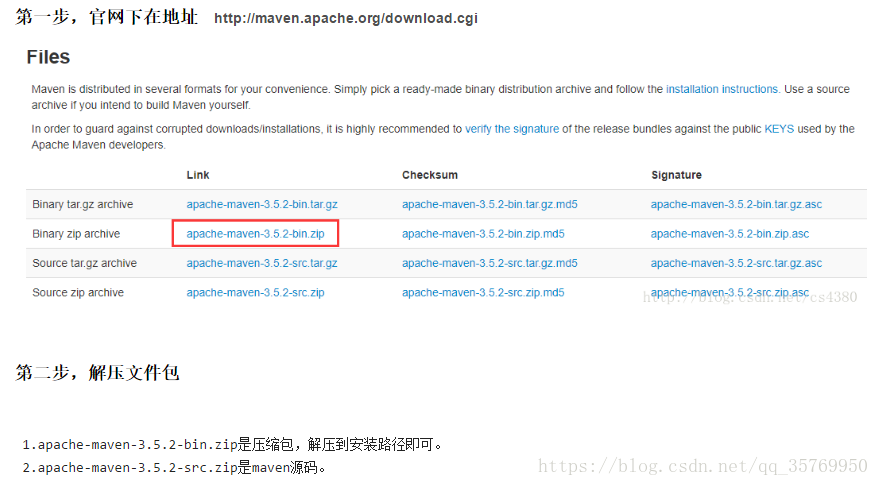 第一步，官网下在地址 http://maven.apache.org/download.cgi
Files
Maven is distributed in several formats for your convenience. Simply pick a ready-made binary distribution archive and follow the installation instructions. Use a source
archive if you intend to build Maven yourself.
In order to guard against corrupted downloads/installations, it is highly recommended to verify the signature of the release bundles against the public KEYS used by the
Apache Maven developers.
Link Checksum Signature
Binary tar.gz archive apache-maven-3.5.2-bin.tar.gz apache-maven-3.5.2-bin.tar.gz.md5 apache-maven-3.5.2-bin.tar.gz.asc
Binary zip archive apache-maven-3.5.2-bin.zip apache-maven-3.5.2-bin.zip.md5 apache-maven-3.5.2-bin.zip.asc
Source tar.gz archive apache-maven-3.5.2-src.tar.gz apache-maven-3.5.2-src.tar.gz.md5 apache-maven-3.5.2-src.tar.gz.asc
Source zip archive apache-maven-3.5.2-src.zip apache-maven-3.5.2-src.zip.md5 apache-maven-3.5.2-src.zip.asc
http://blog.csdn.net/cs4380
第二步，解压文件包
1.apache-maven-3.5.2-bin.zip是压缩包，解压到安装路径即可。
2.apache-maven-3.5.2-src.zip是maven源码。
https://blog.csdn.net/qq_35769950